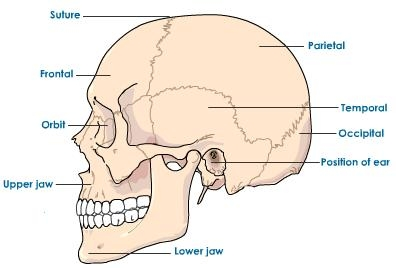 Suture
Parietal
Frontal
Temporal
Orbit
Occipital
Position of ear
Upper jaw
Lower jaw